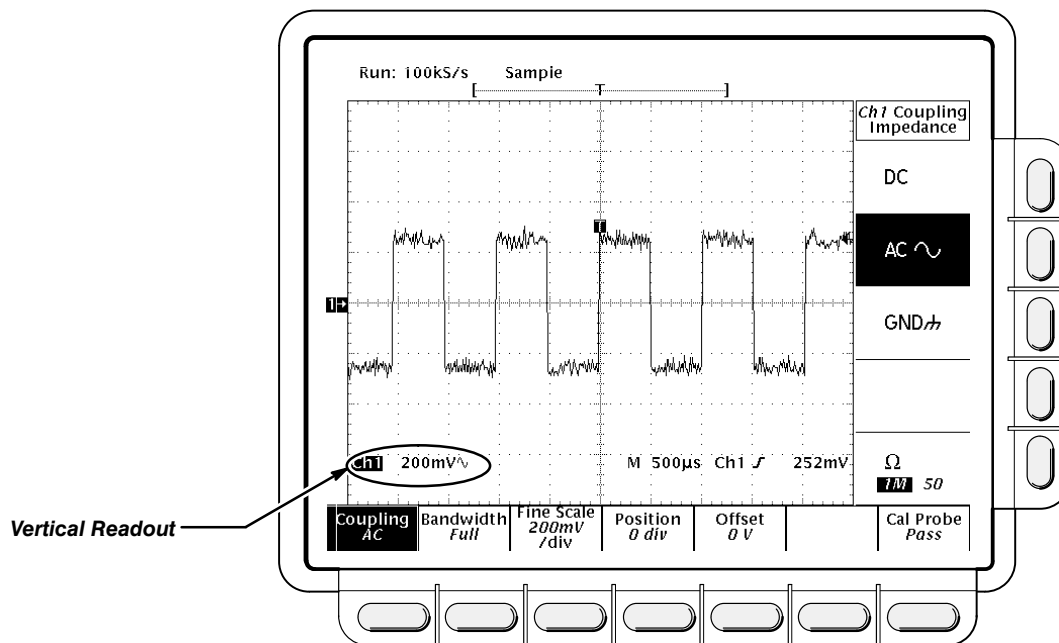 Run: 100kS/s Sample
[ T ]
Ch1 Coupling
Impedance
DC
AC
T
1
GND
Ch1 200mV M 500µs Ch1 252mV
Ω
1M 50
Vertical Readout
Coupling
AC
Bandwidth
Full
Fine Scale
200mV
/div
Position
0 div
Offset
0 V
Cal Probe
Pass